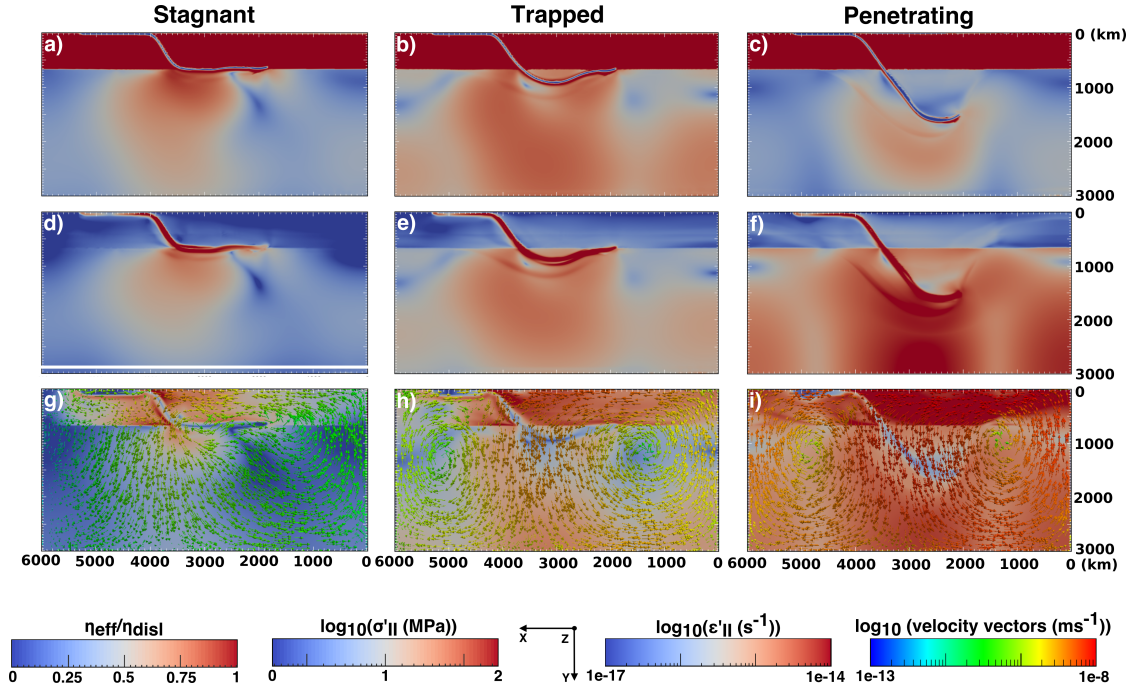 Stagnant Trapped Penetrating
a) b) c) 0 (km)
1000
2000
3000
d) e) f) 0
1000
2000
3000
g) h) i) 0
1000
2000
3000
6000 5000 4000 3000 2000 1000 0 6000 5000 4000 3000 2000 1000 0 6000 5000 4000 3000 2000 1000 0 (km)
ηeff/ηdisl log10(σ'II (MPa)) X Z Y log10(ε'II (s-1)) log10 (velocity vectors (ms-1))
0 0.25 0.5 0.75 1 0 1 2 1e-17 1e-14 1e-13 1e-8